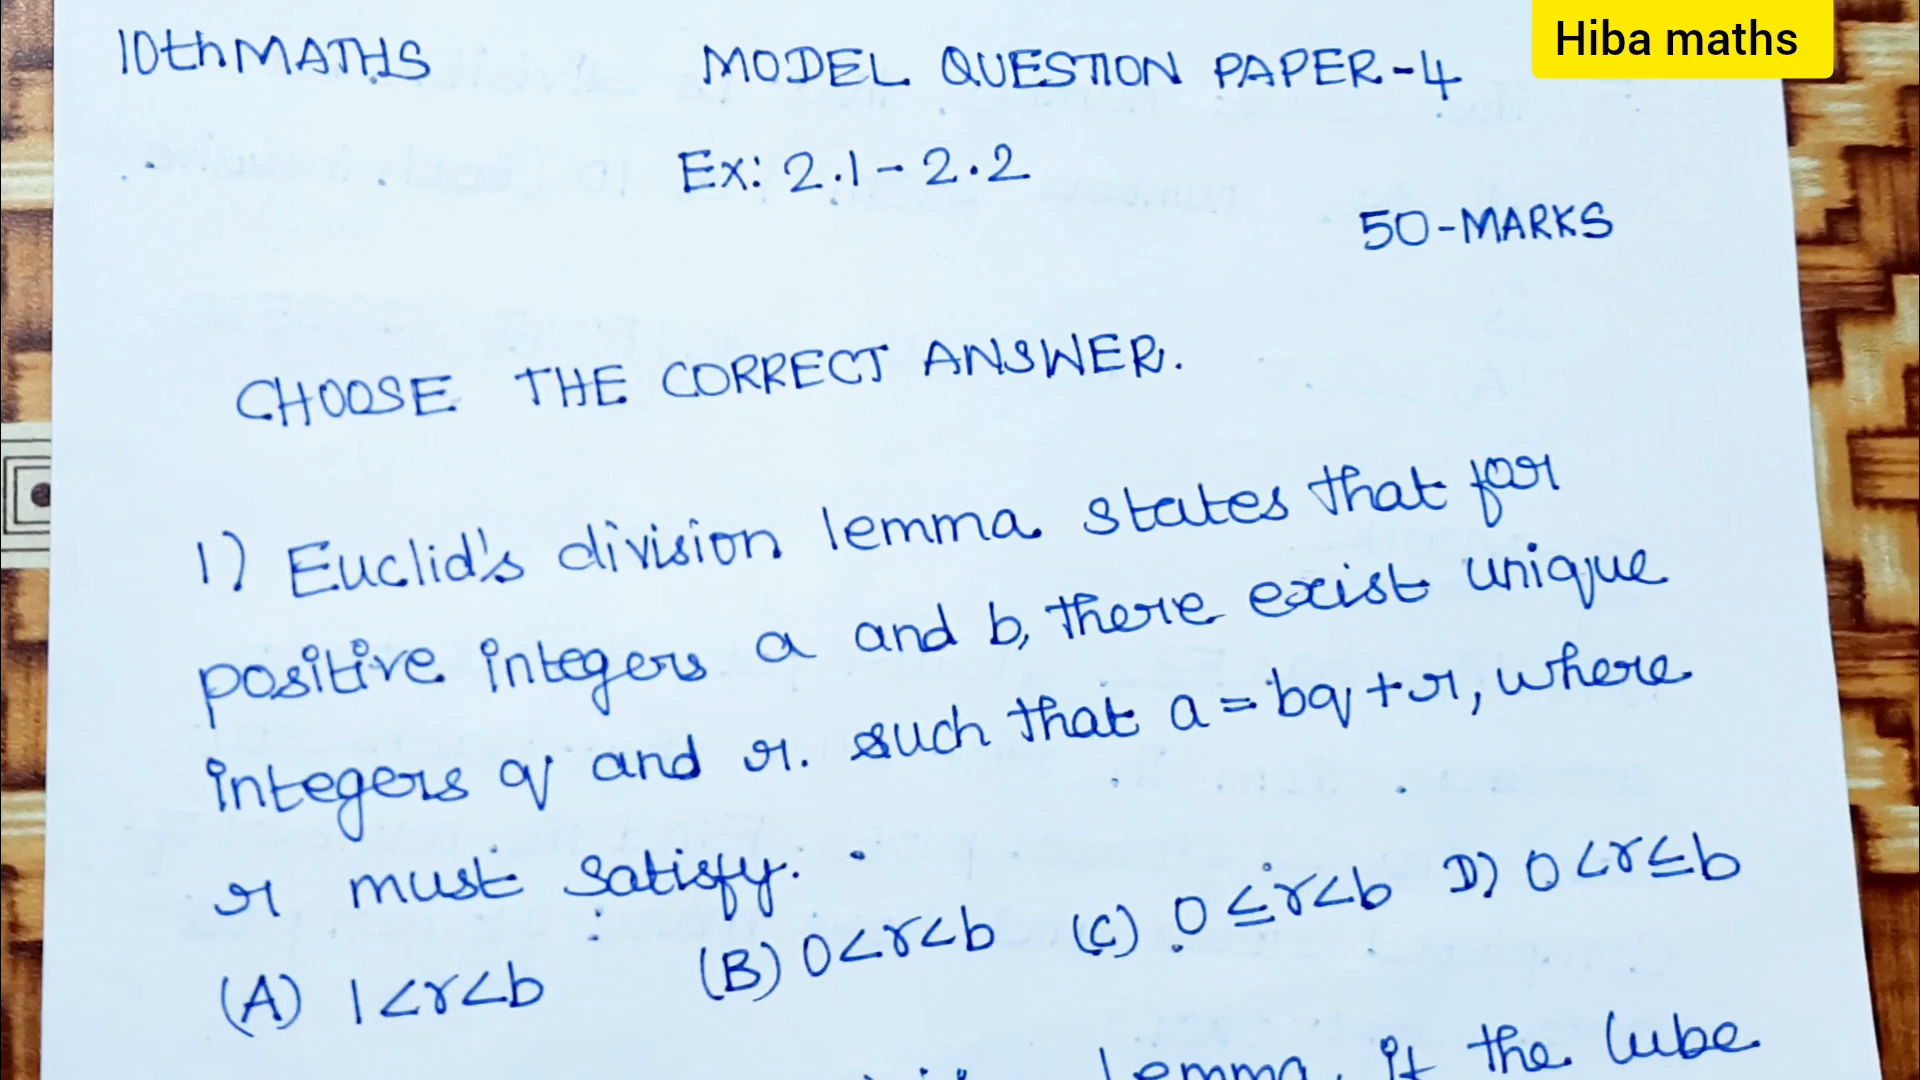 Hiba maths
10th MATHS MODEL QUESTION PAPER-4
Ex: 2.1-2.2
50-MARKS
CHOOSE THE CORRECT ANSWER.
1) Euclid's division lemma states that for
positive integers a and b, there exist unique
integers q and r. such that a = bq + r, where
r must satisfy.
(A) 1<r<b (B) 0<r<b (C) 0≤r<b D) 0<r≤b
lemma, if the cube